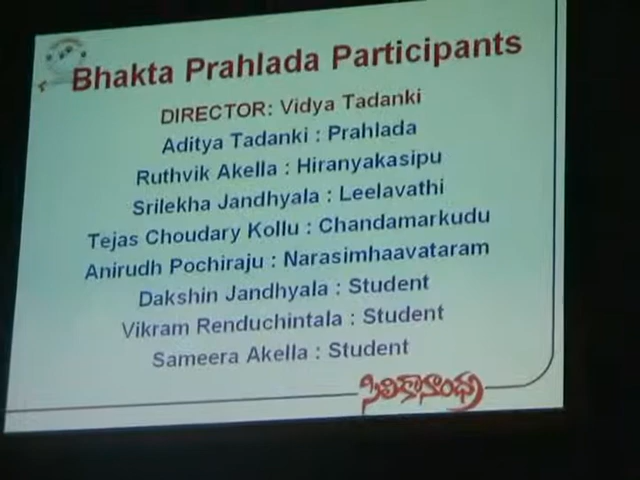 Bhakta Prahlada Participants
DIRECTOR: Vidya Tadanki
Aditya Tadanki : Prahlada
Ruthvik Akella : Hiranyakasipu
Srilekha Jandhyala : Leelavathi
Tejas Choudary Kollu : Chandamarkudu
Anirudh Pochiraju : Narasimhaavataram
Dakshin Jandhyala : Student
Vikram Renduchintala : Student
Sameera Akella : Student
సిలికానాంధ్ర